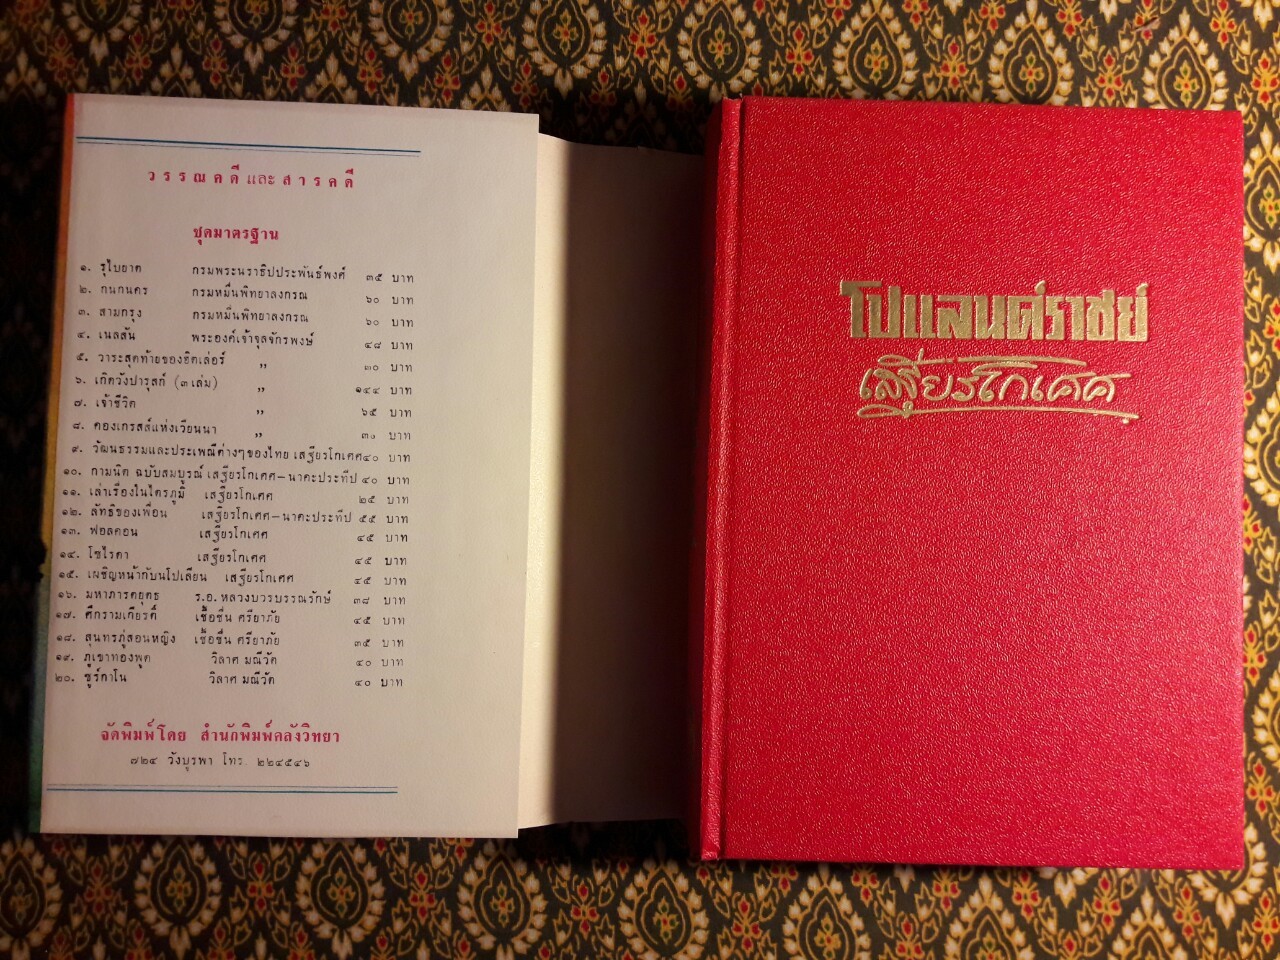 วรรณคดีและสารคดี
ชุดมาตรฐาน
๑. รุไบยาต กรมพระนราธิปประพันธ์พงศ์ ๓๕ บาท
๒. กนกนคร กรมหมื่นพิทยาลงกรณ ๖๐ บาท
๓. สามกรุง กรมหมื่นพิทยาลงกรณ ๖๐ บาท
๔. เนลสัน พระองค์เจ้าจุลจักรพงษ์ ๔๘ บาท
๕. วาระสุดท้ายของฮิตเล่อร์ ,, ๓๐ บาท
๖. เกิดวังปารุสก์ (๓ เล่ม) ,, ๑๔๔ บาท
๗. เจ้าชีวิต ,, ๖๕ บาท
๘. คองเกรสส์แห่งเวียนนา ,, ๓๐ บาท
๙. วัฒนธรรมและประเพณีต่างๆของไทย เสฐียรโกเศศ ๔๐ บาท
๑๐. กามนิต ฉบับสมบูรณ์ เสฐียรโกเศศ–นาคะประทีป ๔๐ บาท
๑๑. เล่าเรื่องในไตรภูมิ เสฐียรโกเศศ ๒๕ บาท
๑๒. ลัทธิของเพื่อน เสฐียรโกเศศ–นาคะประทีป ๕๕ บาท
๑๓. ฟอลคอน เสฐียรโกเศศ ๔๕ บาท
๑๔. โซไรดา เสฐียรโกเศศ ๔๕ บาท
๑๕. เผชิญหน้ากับนโปเลียน เสฐียรโกเศศ ๔๕ บาท
๑๖. มหาภารตยุทธ ร.อ. หลวงบวรบรรณรักษ์ ๓๘ บาท
๑๗. ศึกรามเกียรติ์ เชื้อชื่น ศรียาภัย ๔๕ บาท
๑๘. สุนทรภู่สอนหญิง เชื้อชื่น ศรียาภัย ๓๕ บาท
๑๙. ภูเขาทองพูด วิลาศ มณีวัต ๔๐ บาท
๒๐. ซูร์กาโน วิลาศ มณีวัต ๔๐ บาท
จัดพิมพ์โดย สำนักพิมพ์คลังวิทยา
๗๒๔ วังบูรพา โทร. ๒๒๔๕๔๖
โปแลนด์ราชย์
เสฐียรโกเศศ